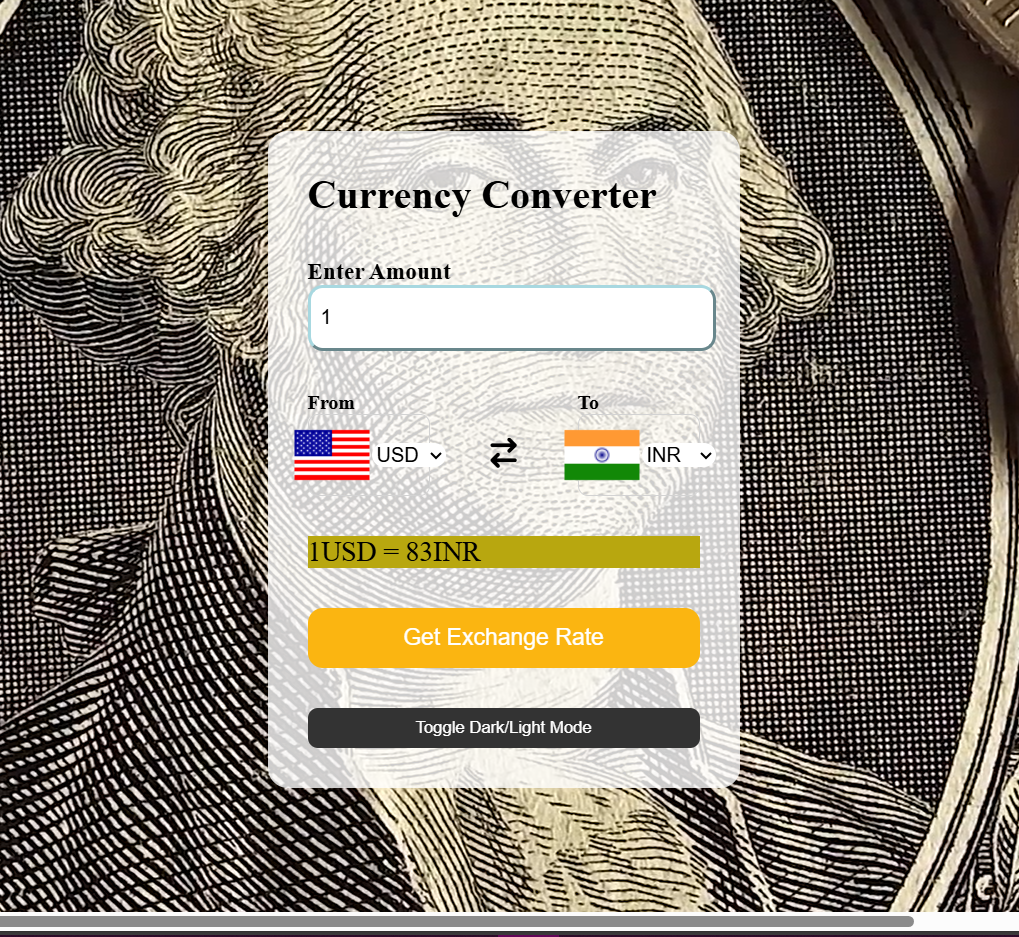 Currency Converter
Enter Amount
1
From To
USD INR
1USD = 83INR
Get Exchange Rate
Toggle Dark/Light Mode